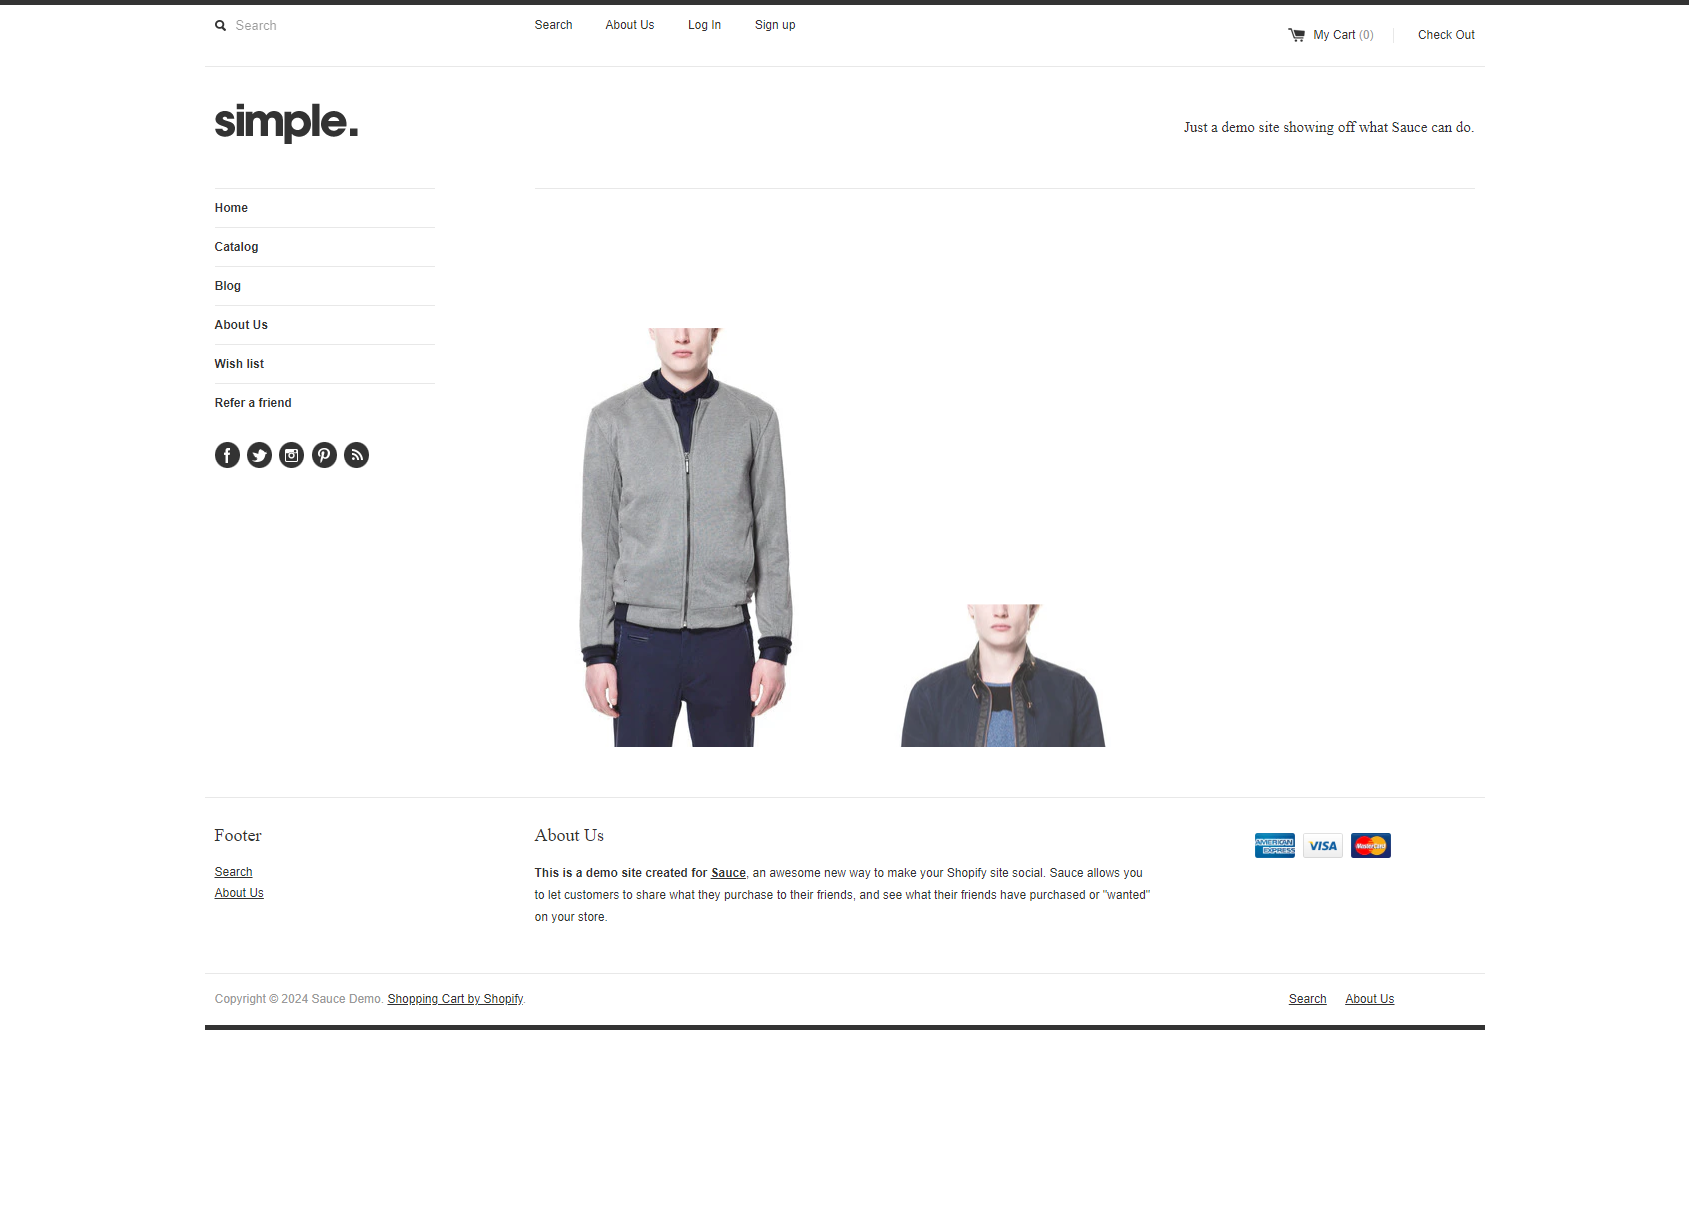 Search
Search About Us Log In Sign up
My Cart (0) Check Out
simple.
Just a demo site showing off what Sauce can do.
Home
Catalog
Blog
About Us
Wish list
Refer a friend
Footer
Search
About Us
About Us
This is a demo site created for Sauce, an awesome new way to make your Shopify site social. Sauce allows you
to let customers to share what they purchase to their friends, and see what their friends have purchased or "wanted"
on your store.
AMERICAN
EXPRESS
VISA
MasterCard
Copyright © 2024 Sauce Demo. Shopping Cart by Shopify.
Search About Us